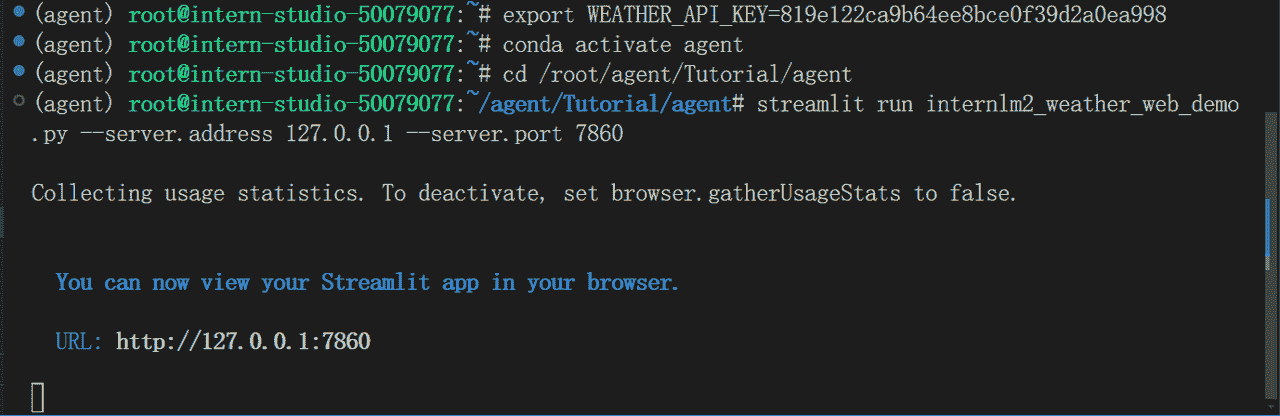 (agent) root@intern-studio-50079077:~# export WEATHER_API_KEY=819e122ca9b64ee8bce0f39d2a0ea998
(agent) root@intern-studio-50079077:~# conda activate agent
(agent) root@intern-studio-50079077:~# cd /root/agent/Tutorial/agent
(agent) root@intern-studio-50079077:~/agent/Tutorial/agent# streamlit run internlm2_weather_web_demo
.py --server.address 127.0.0.1 --server.port 7860
Collecting usage statistics. To deactivate, set browser.gatherUsageStats to false.
You can now view your Streamlit app in your browser.
URL: http://127.0.0.1:7860